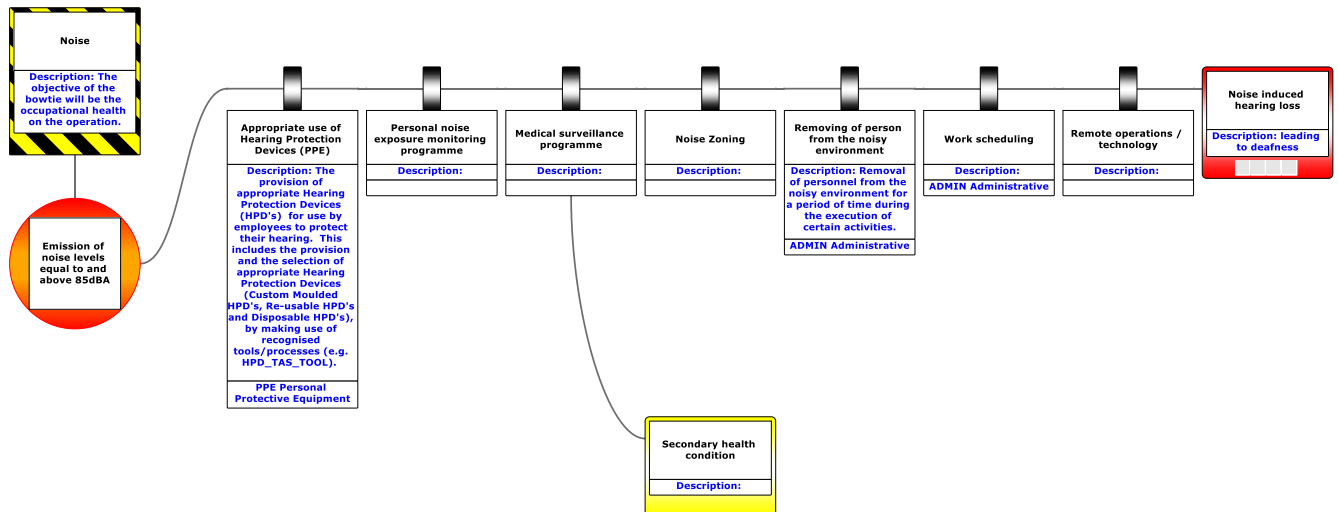 Noise
Description: The
objective of the
bowtie will be the
occupational health
on the operation.
Emission of
noise levels
equal to and
above 85dBA
Appropriate use of
Hearing Protection
Devices (PPE)
Description: The
provision of
appropriate Hearing
Protection Devices
(HPD's)  for use by
employees to protect
their hearing.  This
includes the provision
and the selection of
appropriate Hearing
Protection Devices
(Custom Moulded
HPD's, Re-usable HPD's
and Disposable HPD's),
by making use of
recognised
tools/processes (e.g.
HPD_TAS_TOOL).
PPE Personal
Protective Equipment
Personal noise
exposure monitoring
programme
Description:
Medical surveillance
programme
Description:
Noise Zoning
Description:
Removing of person
from the noisy
environment
Description: Removal
of personnel from the
noisy environment for
a period of time during
the execution of
certain activities.
ADMIN Administrative
Work scheduling
Description:
ADMIN Administrative
Remote operations /
technology
Description:
Noise induced
hearing loss
Description: leading
to deafness
Secondary health
condition
Description: